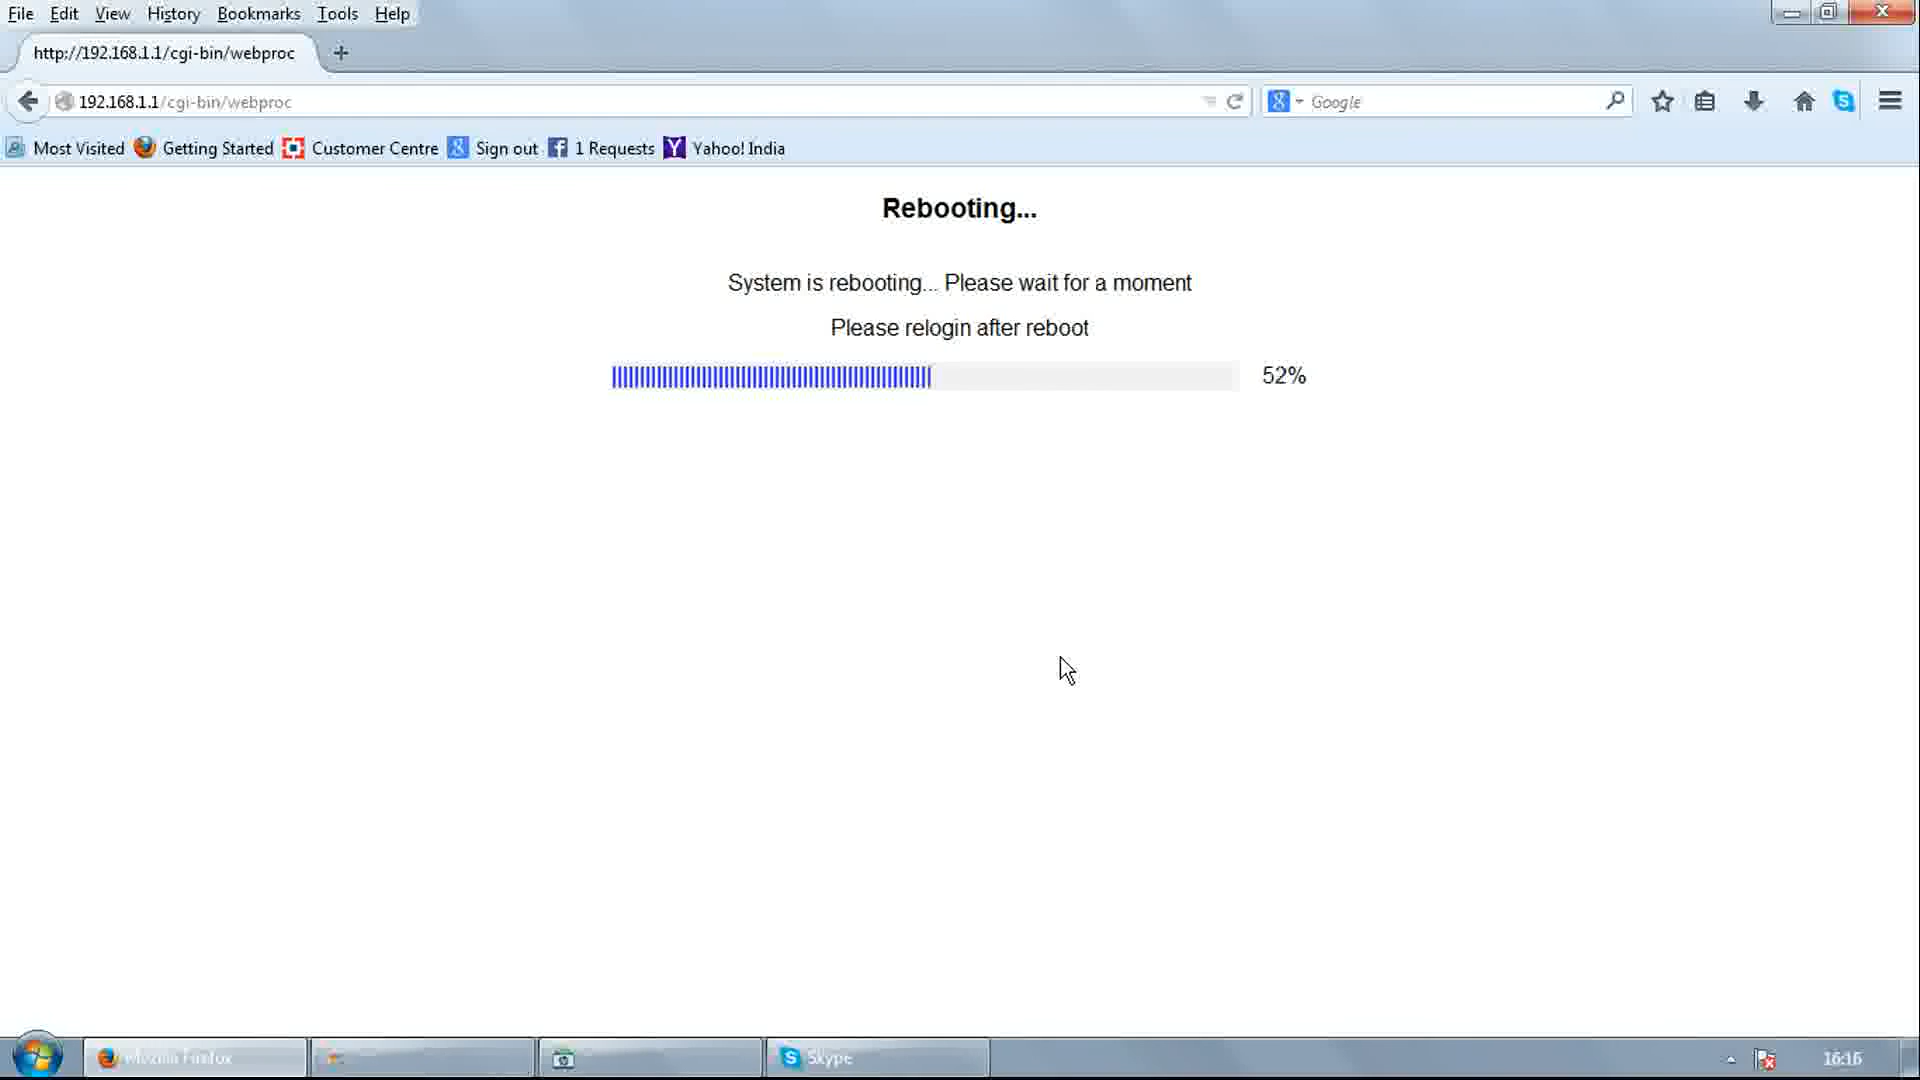 File Edit View History Bookmarks Tools Help
http://192.168.1.1/cgi-bin/webproc
192.168.1.1/cgi-bin/webproc
Google
Most Visited Getting Started Customer Centre Sign out 1 Requests Yahoo! India
Rebooting...
System is rebooting... Please wait for a moment
Please relogin after reboot
52%
Mozilla Firefox Skype 16:16